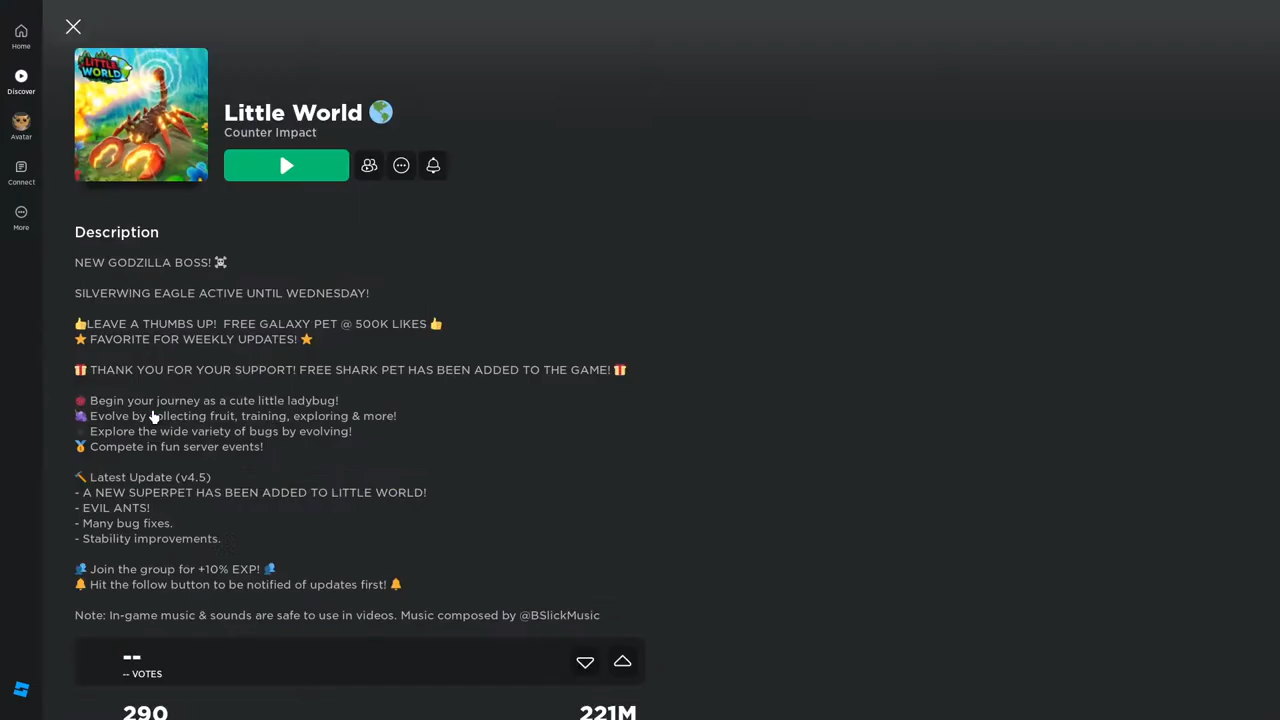 Home
Discover
Avatar
Connect
More
LITTLE WORLD
Little World 🌎
Counter Impact
Description
NEW GODZILLA BOSS! ☠️
SILVERWING EAGLE ACTIVE UNTIL WEDNESDAY!
👍LEAVE A THUMBS UP!  FREE GALAXY PET @ 500K LIKES 👍
⭐ FAVORITE FOR WEEKLY UPDATES! ⭐
🎁 THANK YOU FOR YOUR SUPPORT! FREE SHARK PET HAS BEEN ADDED TO THE GAME! 🎁
🐞 Begin your journey as a cute little ladybug!
🍇 Evolve by collecting fruit, training, exploring & more!
Explore the wide variety of bugs by evolving!
🥇 Compete in fun server events!
🔨 Latest Update (v4.5)
- A NEW SUPERPET HAS BEEN ADDED TO LITTLE WORLD!
- EVIL ANTS!
- Many bug fixes.
- Stability improvements.
👥 Join the group for +10% EXP! 👥
🔔 Hit the follow button to be notified of updates first! 🔔
Note: In-game music & sounds are safe to use in videos. Music composed by @BSlickMusic
--
-- VOTES
290
221M